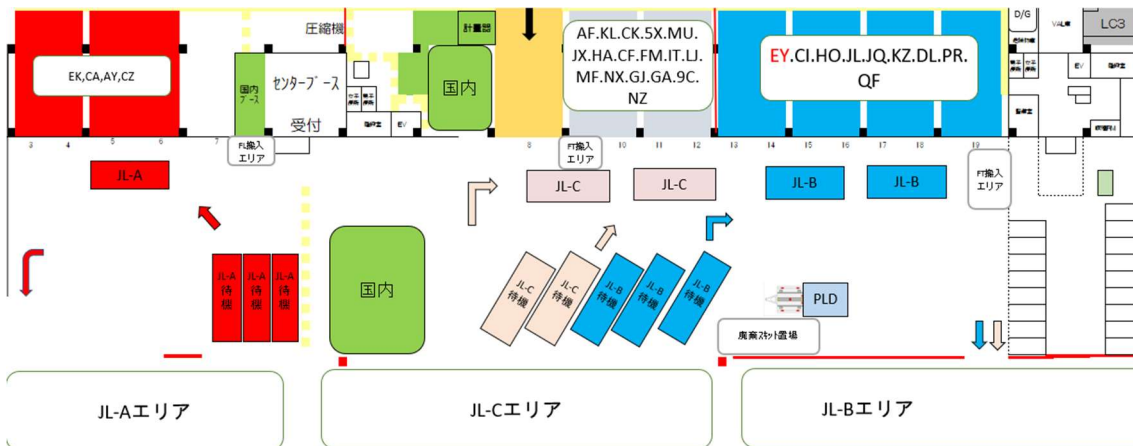 圧縮機
計量器
D/G
VAL庫
LC3
EK,CA,AY,CZ
国内
ブース
センターブース
受付
国内
AF.KL.CK.5X.MU.
JX.HA.CF.FM.IT.LJ.
MF.NX.GJ.GA.9C.
NZ
EY.CI.HO.JL.JQ.KZ.DL.PR.
QF
EV
EV
3
4
5
6
7
8
10
11
12
13
14
15
16
17
18
19
FL搬入
エリア
FT搬入
エリア
FT搬入
エリア
JL-A
JL-C
JL-C
JL-B
JL-B
JL-A
待機
JL-A
待機
JL-A
待機
国内
JL-C
待機
JL-C
待機
JL-B
待機
JL-B
待機
JL-B
待機
PLD
廃棄スキット置場
JL-Aエリア
JL-Cエリア
JL-Bエリア